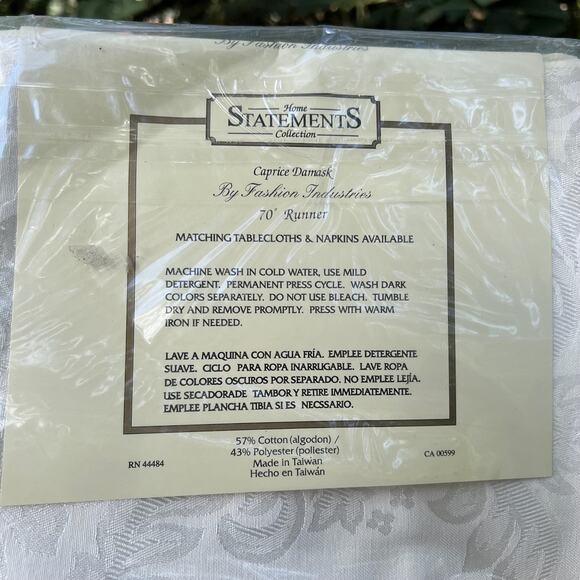 By Fashion Industries
Home
STATEMENTS
Collection
Caprice Damask
By Fashion Industries
70" Runner
MATCHING TABLECLOTHS & NAPKINS AVAILABLE
MACHINE WASH IN COLD WATER, USE MILD
DETERGENT. PERMANENT PRESS CYCLE. WASH DARK
COLORS SEPARATELY. DO NOT USE BLEACH. TUMBLE
DRY AND REMOVE PROMPTLY. PRESS WITH WARM
IRON IF NEEDED.
LAVE A MAQUINA CON AGUA FRÍA. EMPLEE DETERGENTE
SUAVE. CICLO PARA ROPA INARRUGABLE. LAVE ROPA
DE COLORES OSCUROS POR SEPARADO. NO EMPLEE LEJÍA.
USE SECADORADE TAMBOR Y RETIRE IMMEDIATEMENTE.
EMPLEE PLANCHA TIBIA SI ES NECSSARIO.
57% Cotton (algodon) /
43% Polyester (poliester)
RN 44484 Made in Taiwan CA 00599
Hecho en Taiwán